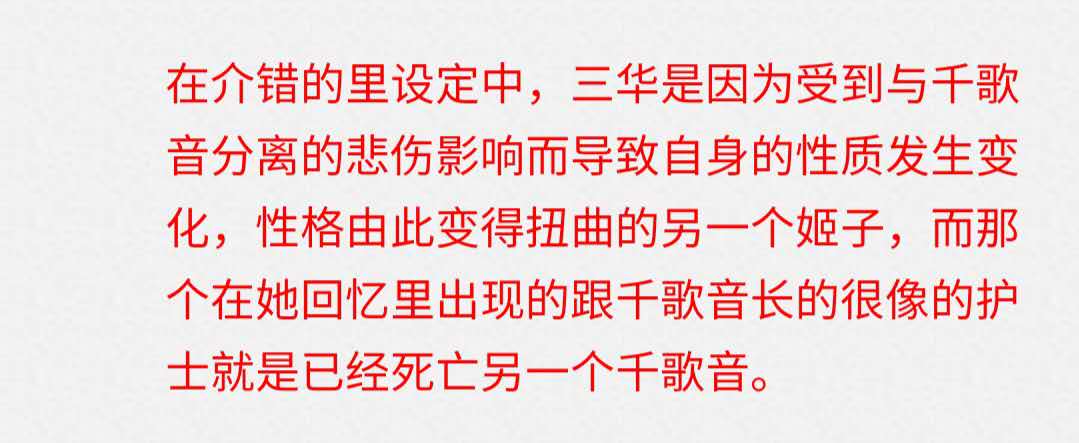 在介错的里设定中，三华是因为受到与千歌
音分离的悲伤影响而导致自身的性质发生变
化，性格由此变得扭曲的另一个姬子，而那
个在她回忆里出现的跟千歌音长的很像的护
士就是已经死亡另一个千歌音。